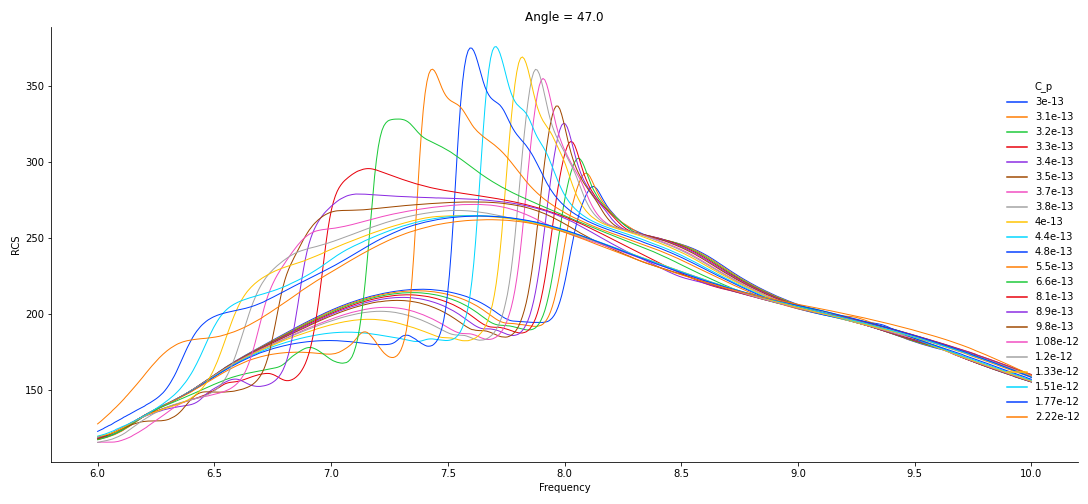 Angle = 47.0
RCS
350
300
250
200
150
6.0 6.5 7.0 7.5 8.0 8.5 9.0 9.5 10.0
Frequency
C_p
3e-13
3.1e-13
3.2e-13
3.3e-13
3.4e-13
3.5e-13
3.7e-13
3.8e-13
4e-13
4.4e-13
4.8e-13
5.5e-13
6.6e-13
8.1e-13
8.9e-13
9.8e-13
1.08e-12
1.2e-12
1.33e-12
1.51e-12
1.77e-12
2.22e-12